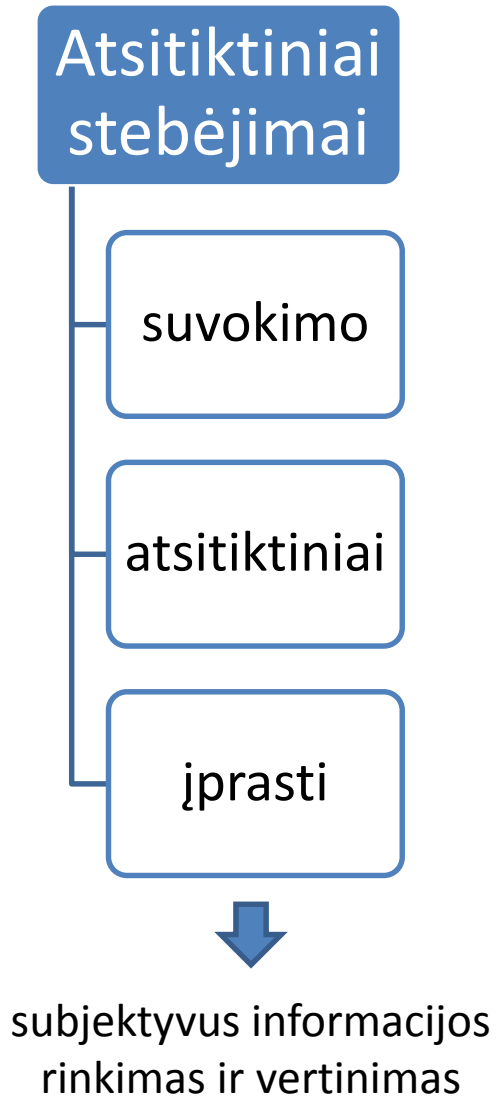 Atsitiktiniai
stebėjimai
suvokimo
atsitiktiniai
įprasti
subjektyvus informacijos
rinkimas ir vertinimas